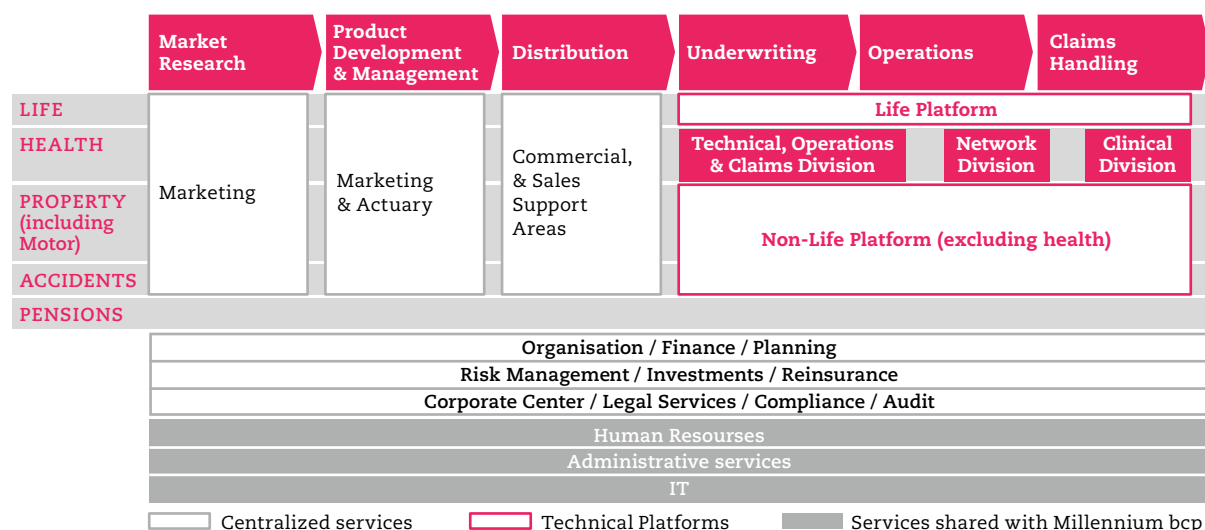 Market
Research
Product
Development
& Management
Distribution
Underwriting
Operations
Claims
Handling
LIFE
Life Platform
HEALTH
Technical, Operations
& Claims Division
Network
Division
Clinical
Division
Marketing
Marketing
& Actuary
Commercial,
& Sales
Support
Areas
PROPERTY
(including
Motor)
Non-Life Platform (excluding health)
ACCIDENTS
PENSIONS
Organisation / Finance / Planning
Risk Management / Investments / Reinsurance
Corporate Center / Legal Services / Compliance / Audit
Human Resourses
Administrative services
IT
Centralized services
Technical Platforms
Services shared with Millennium bcp